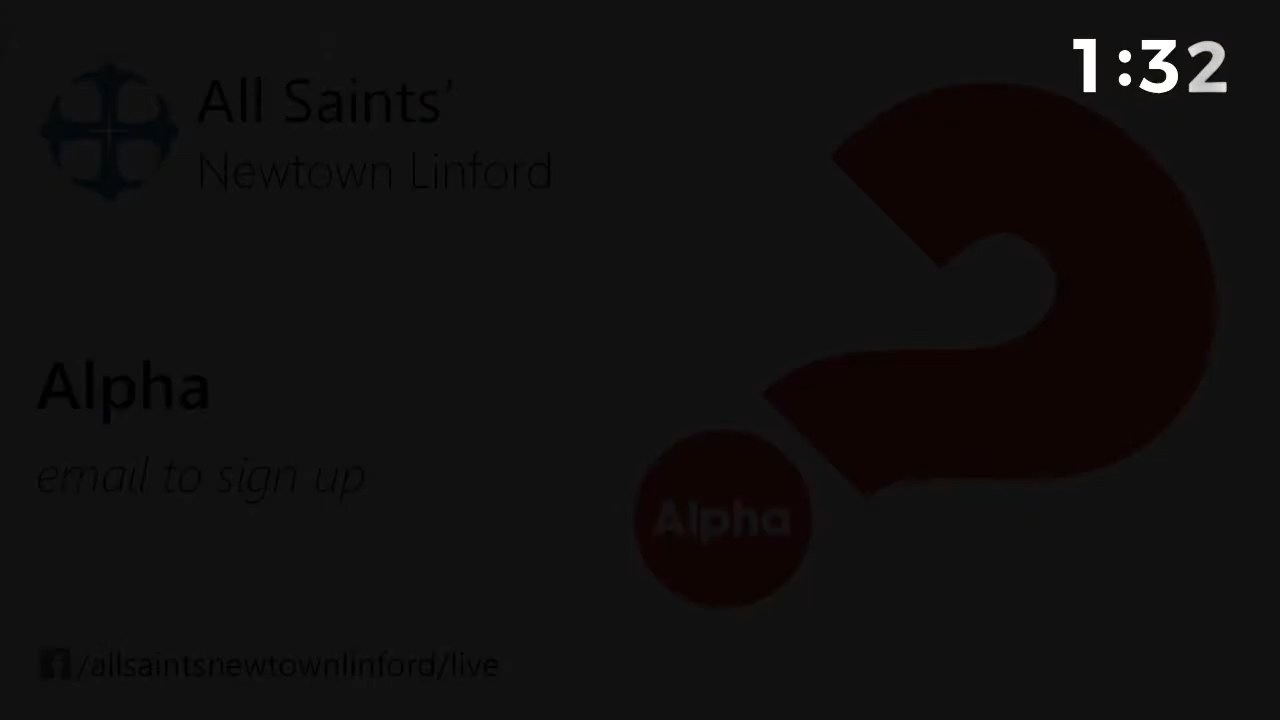 1:32
All Saints'
Newtown Linford
Alpha
email to sign up
Alpha
/allsaintsnewtownlinford/live